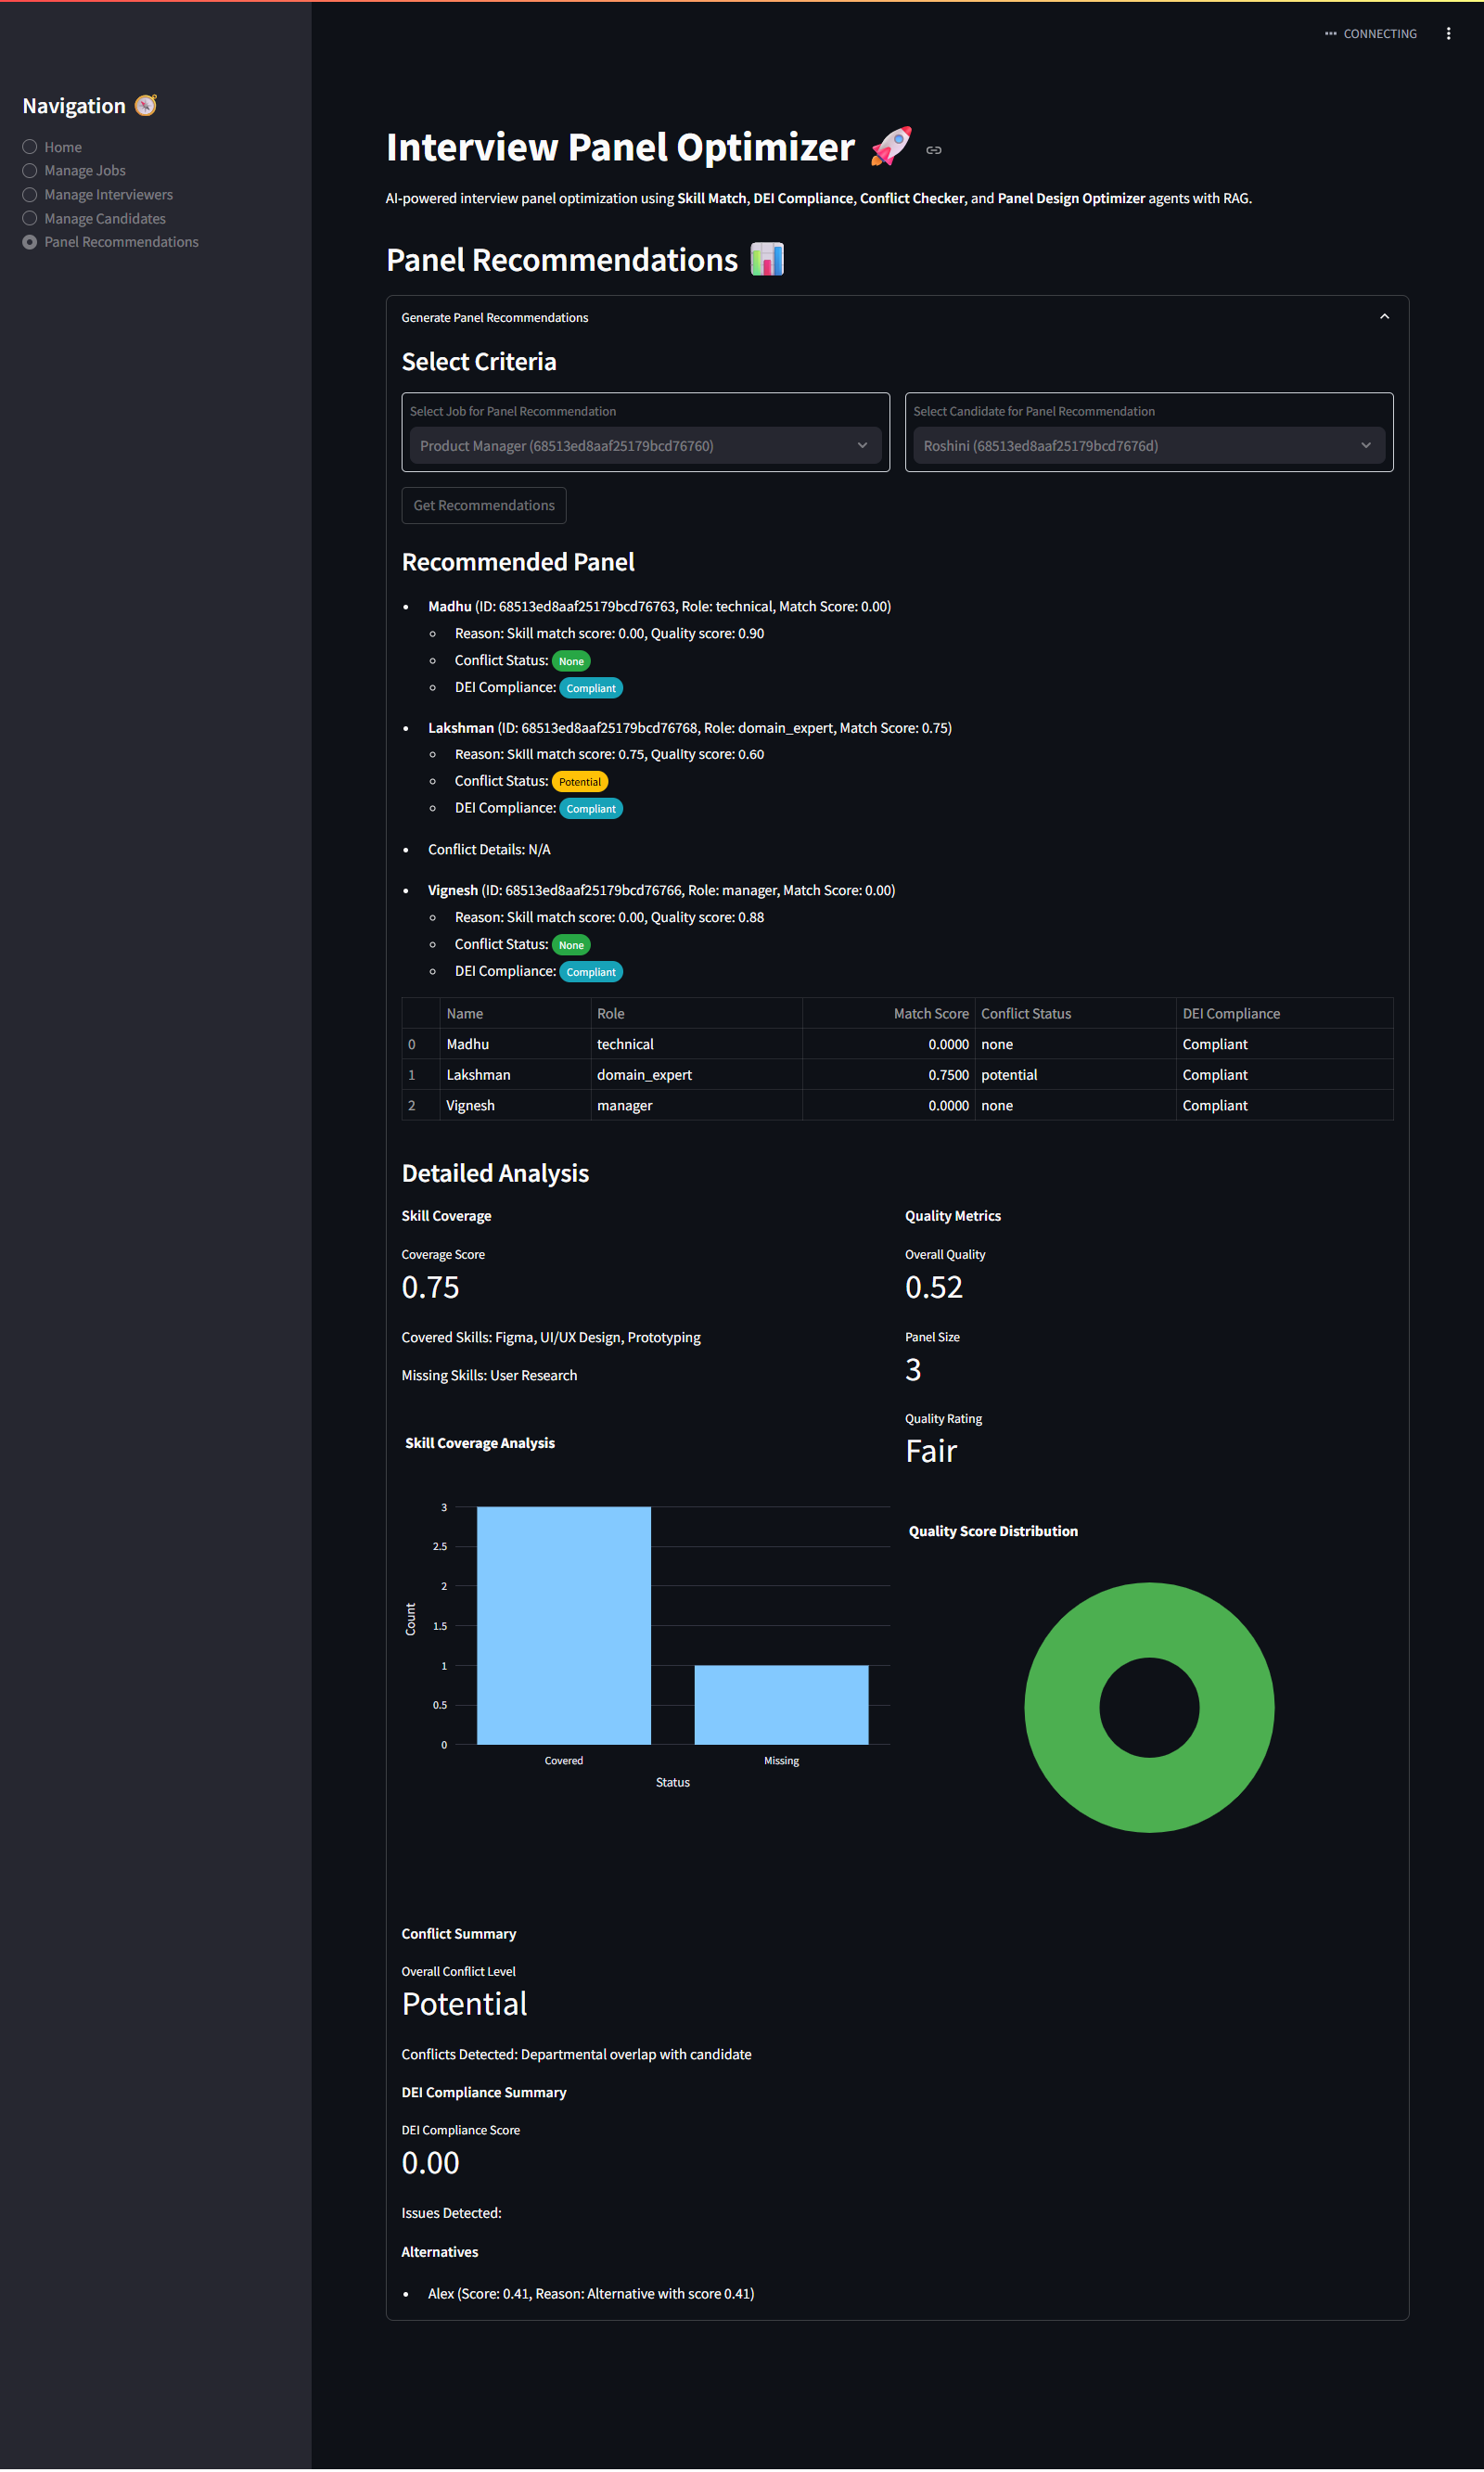 CONNECTING
Navigation
Home
Manage Jobs
Manage Interviewers
Manage Candidates
Panel Recommendations
Interview Panel Optimizer
AI-powered interview panel optimization using Skill Match, DEI Compliance, Conflict Checker, and Panel Design Optimizer agents with RAG.
Panel Recommendations
Generate Panel Recommendations
Select Criteria
Select Job for Panel Recommendation
Product Manager (68513ed8aaf25179bcd76760)
Select Candidate for Panel Recommendation
Roshini (68513ed8aaf25179bcd7676d)
Get Recommendations
Recommended Panel
Madhu (ID: 68513ed8aaf25179bcd76763, Role: technical, Match Score: 0.00)
Reason: Skill match score: 0.00, Quality score: 0.90
Conflict Status: None
DEI Compliance: Compliant
Lakshman (ID: 68513ed8aaf25179bcd76768, Role: domain_expert, Match Score: 0.75)
Reason: Skill match score: 0.75, Quality score: 0.60
Conflict Status: Potential
DEI Compliance: Compliant
Conflict Details: N/A
Vignesh (ID: 68513ed8aaf25179bcd76766, Role: manager, Match Score: 0.00)
Reason: Skill match score: 0.00, Quality score: 0.88
Conflict Status: None
DEI Compliance: Compliant
Name Role Match Score Conflict Status DEI Compliance
0 Madhu technical 0.0000 none Compliant
1 Lakshman domain_expert 0.7500 potential Compliant
2 Vignesh manager 0.0000 none Compliant
Detailed Analysis
Skill Coverage
Coverage Score
0.75
Covered Skills: Figma, UI/UX Design, Prototyping
Missing Skills: User Research
Skill Coverage Analysis
3
2.5
2
1.5
1
0.5
0
Count
Covered
Missing
Status
Quality Metrics
Overall Quality
0.52
Panel Size
3
Quality Rating
Fair
Quality Score Distribution
Conflict Summary
Overall Conflict Level
Potential
Conflicts Detected: Departmental overlap with candidate
DEI Compliance Summary
DEI Compliance Score
0.00
Issues Detected:
Alternatives
Alex (Score: 0.41, Reason: Alternative with score 0.41)